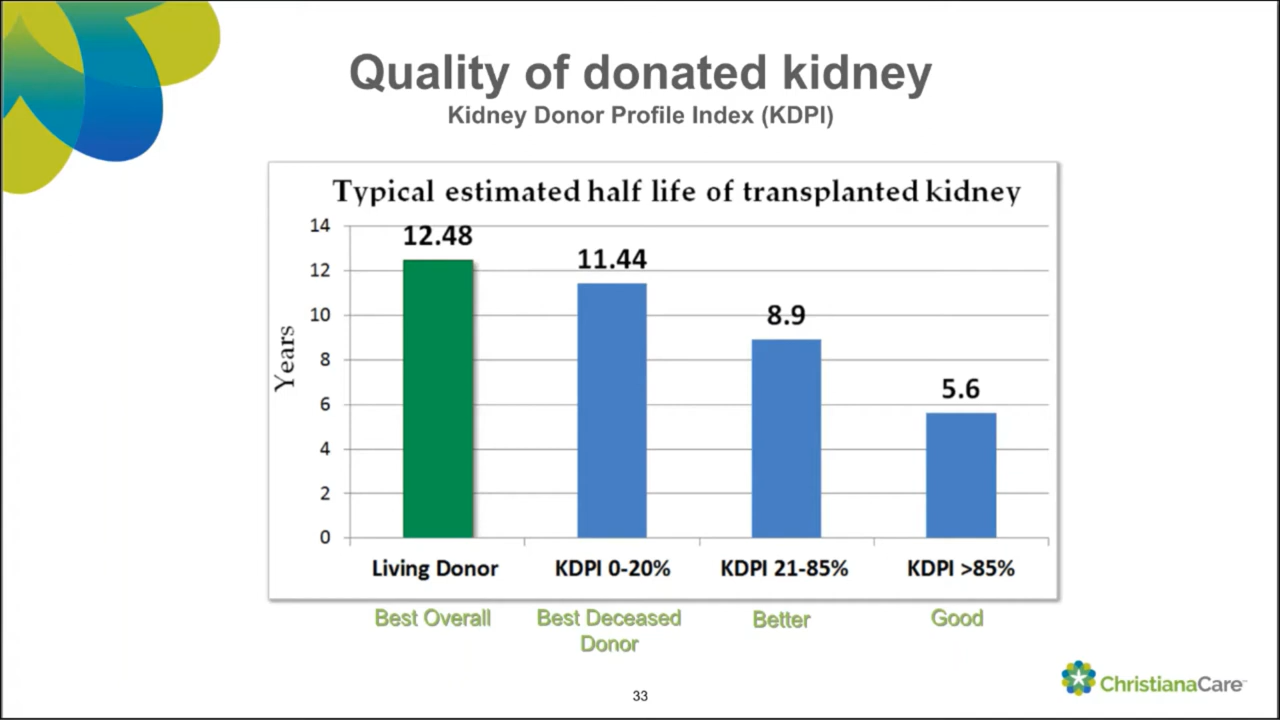 Quality of donated kidney
Kidney Donor Profile Index (KDPI)
Typical estimated half life of transplanted kidney
14
12
10
8
6
4
2
0
Years
12.48
11.44
8.9
5.6
Living Donor
KDPI 0-20%
KDPI 21-85%
KDPI >85%
Best Overall
Best Deceased
Donor
Better
Good
33
ChristianaCare™